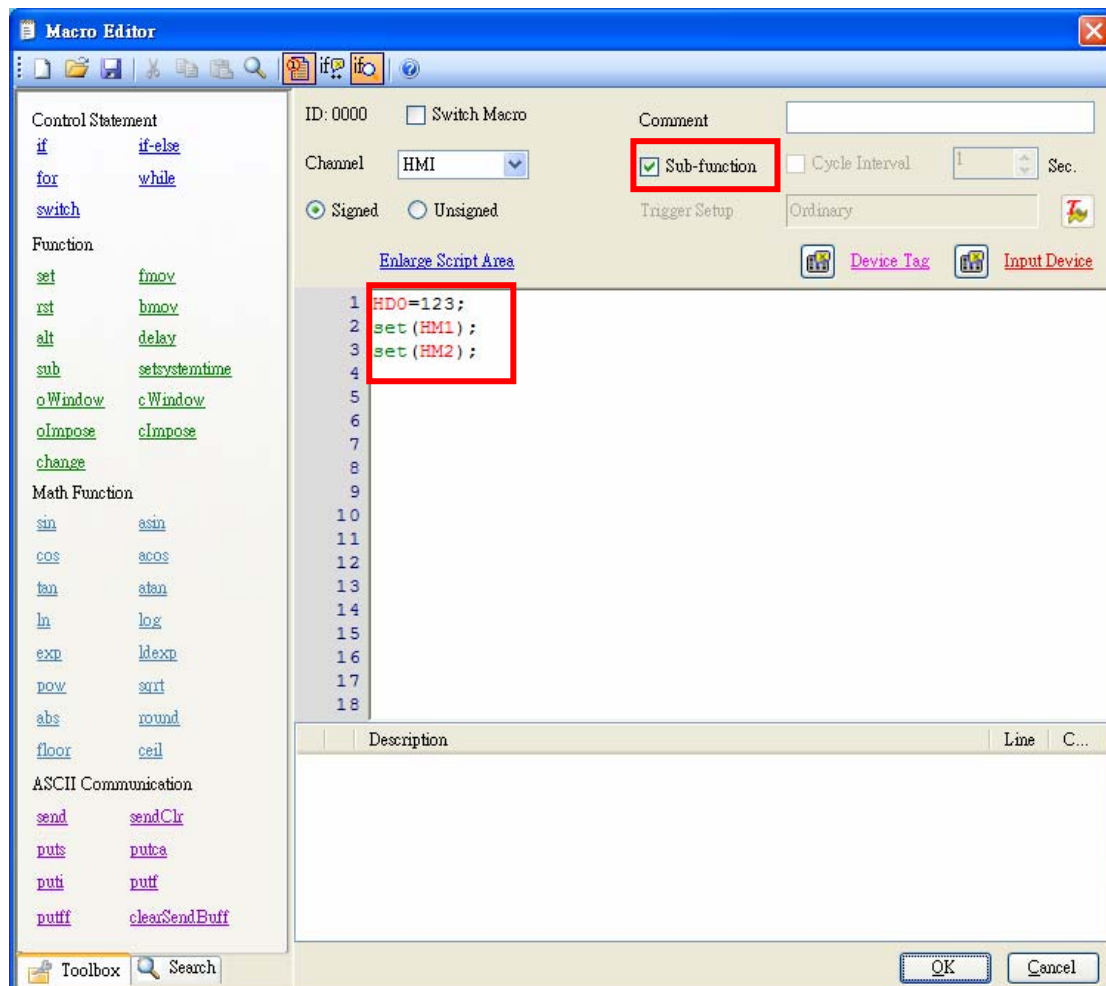 Macro Editor
if if
Control Statement
if if-else
for while
switch
Function
set fmov
rst bmov
alt delay
sub setsystemtime
oWindow cWindow
oImpose cImpose
change
Math Function
sin asin
cos acos
tan atan
ln log
exp ldexp
pow sqrt
abs round
floor ceil
ASCII Communication
send sendClr
puts putca
puti putf
putff clearSendBuff
Toolbox Search
ID: 0000 Switch Macro Comment
Channel HMI Sub-function Cycle Interval 1 Sec.
Signed Unsigned Trigger Setup Ordinary
Enlarge Script Area Device Tag Input Device
1 HD0=123;
2 set(HM1);
3 set(HM2);
4
5
6
7
8
9
10
11
12
13
14
15
16
17
18
Description Line C...
OK Cancel